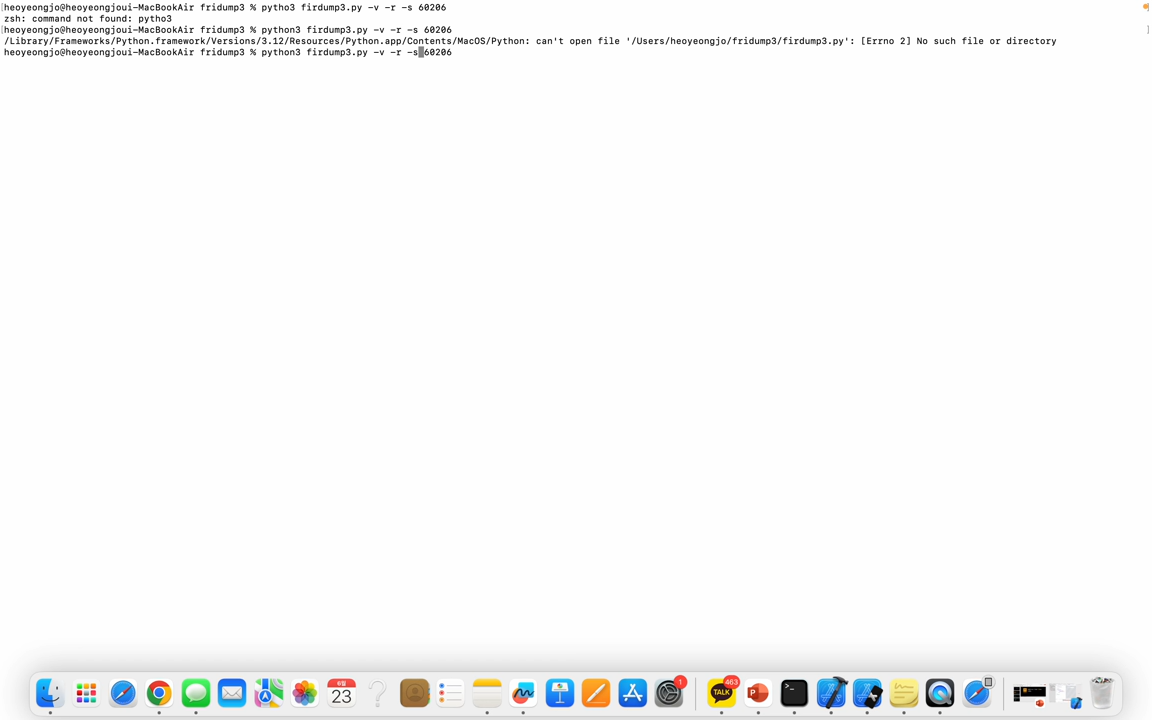 heoyeongjo@heoyeongjoui-MacBookAir fridump3 % pytho3 firdump3.py -v -r -s 60206
zsh: command not found: pytho3
heoyeongjo@heoyeongjoui-MacBookAir fridump3 % python3 firdump3.py -v -r -s 60206
/Library/Frameworks/Python.framework/Versions/3.12/Resources/Python.app/Contents/MacOS/Python: can't open file '/Users/heoyeongjo/fridump3/firdump3.py': [Errno 2] No such file or directory
heoyeongjo@heoyeongjoui-MacBookAir fridump3 % python3 firdump3.py -v -r -s 60206
6월
23
1
TALK
463
P
>_